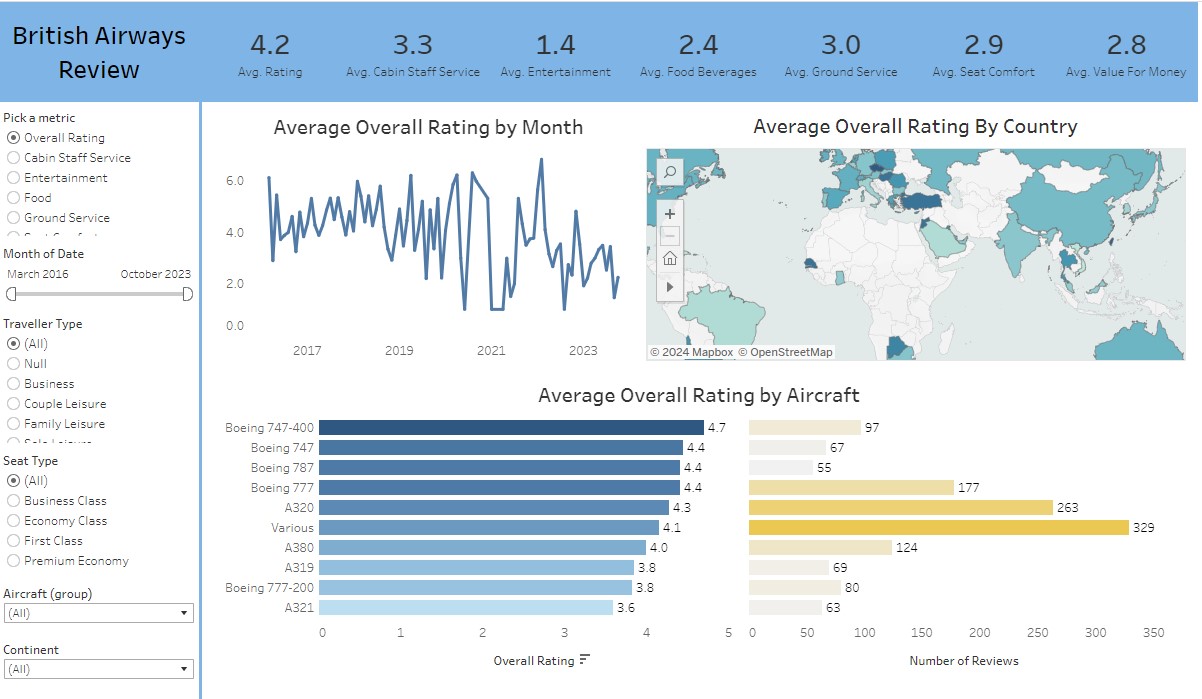 British Airways
Review
4.2
Avg. Rating
3.3
Avg. Cabin Staff Service
1.4
Avg. Entertainment
2.4
Avg. Food Beverages
3.0
Avg. Ground Service
2.9
Avg. Seat Comfort
2.8
Avg. Value For Money
Pick a metric
Overall Rating
Cabin Staff Service
Entertainment
Food
Ground Service
Month of Date
March 2016 October 2023
Traveller Type
(All)
Null
Business
Couple Leisure
Family Leisure
Seat Type
(All)
Business Class
Economy Class
First Class
Premium Economy
Aircraft (group)
(All)
Continent
(All)
Average Overall Rating by Month
6.0
4.0
2.0
0.0
2017 2019 2021 2023
Average Overall Rating By Country
© 2024 Mapbox © OpenStreetMap
Average Overall Rating by Aircraft
Boeing 747-400 4.7 97
Boeing 747 4.4 67
Boeing 787 4.4 55
Boeing 777 4.4 177
A320 4.3 263
Various 4.1 329
A380 4.0 124
A319 3.8 69
Boeing 777-200 3.8 80
A321 3.6 63
0 1 2 3 4 5 0 50 100 150 200 250 300 350
Overall Rating Number of Reviews